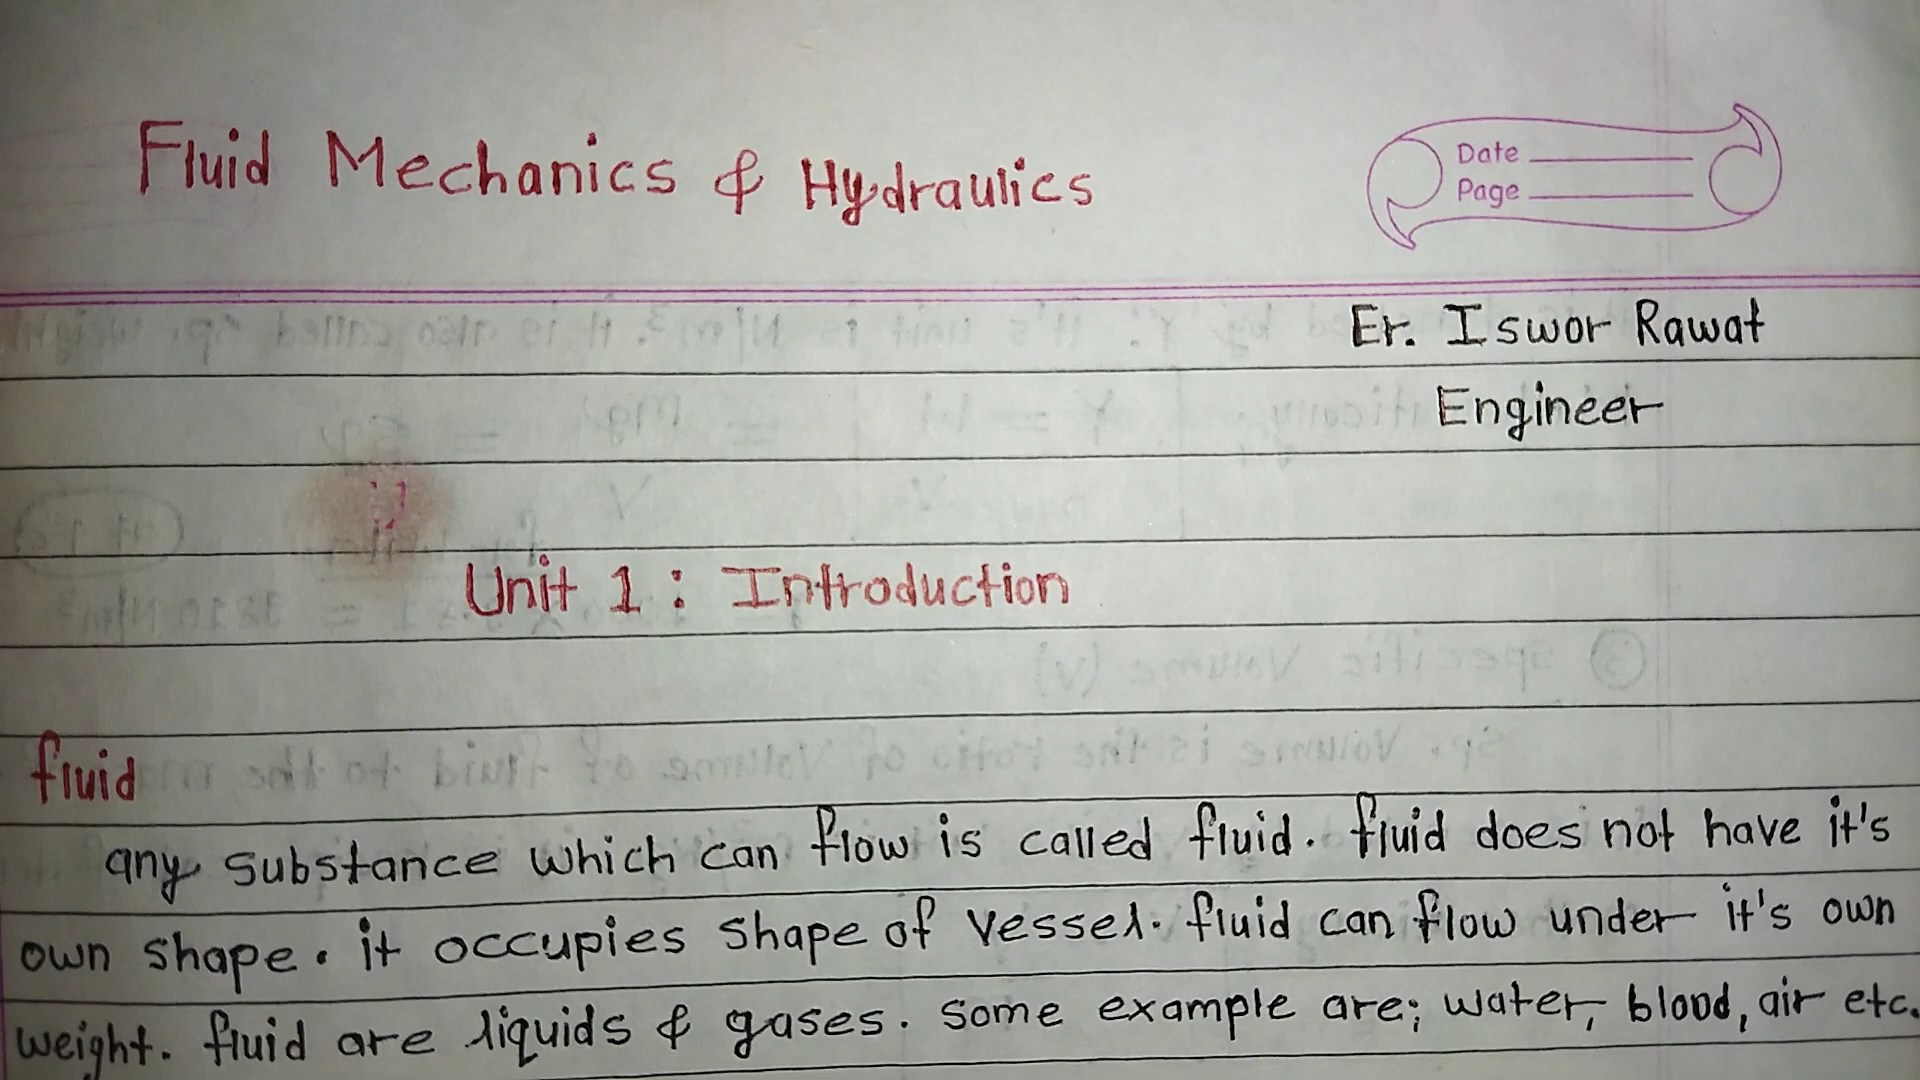 Fluid Mechanics & Hydraulics
Date
Page
Er. Iswor Rawat
Engineer
Unit 1 : Introduction
fluid
any substance which can flow is called fluid. fluid does not have it's
own shape. it occupies shape of vessel. fluid can flow under it's own
weight. fluid are liquids & gases. some example are; water, blood, air etc.